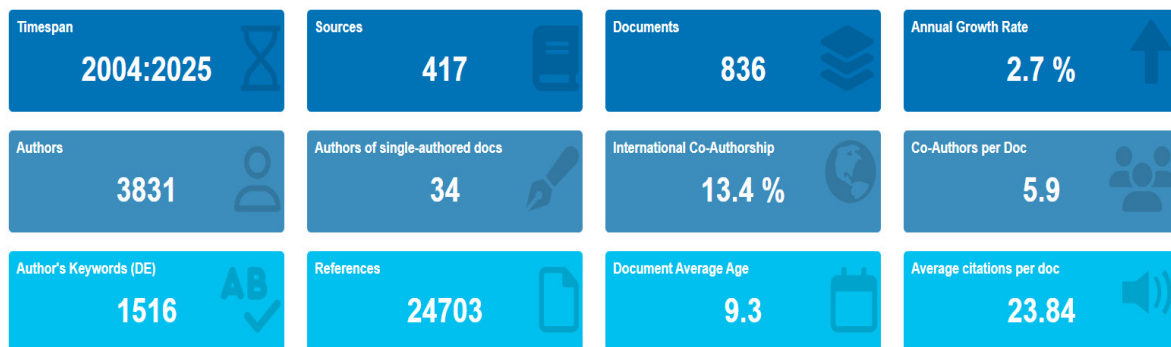 Timespan
2004:2025
Sources
417
Documents
836
Annual Growth Rate
2.7 %
Authors
3831
Authors of single-authored docs
34
International Co-Authorship
13.4 %
Co-Authors per Doc
5.9
Author's Keywords (DE)
1516
AB
References
24703
Document Average Age
9.3
Average citations per doc
23.84